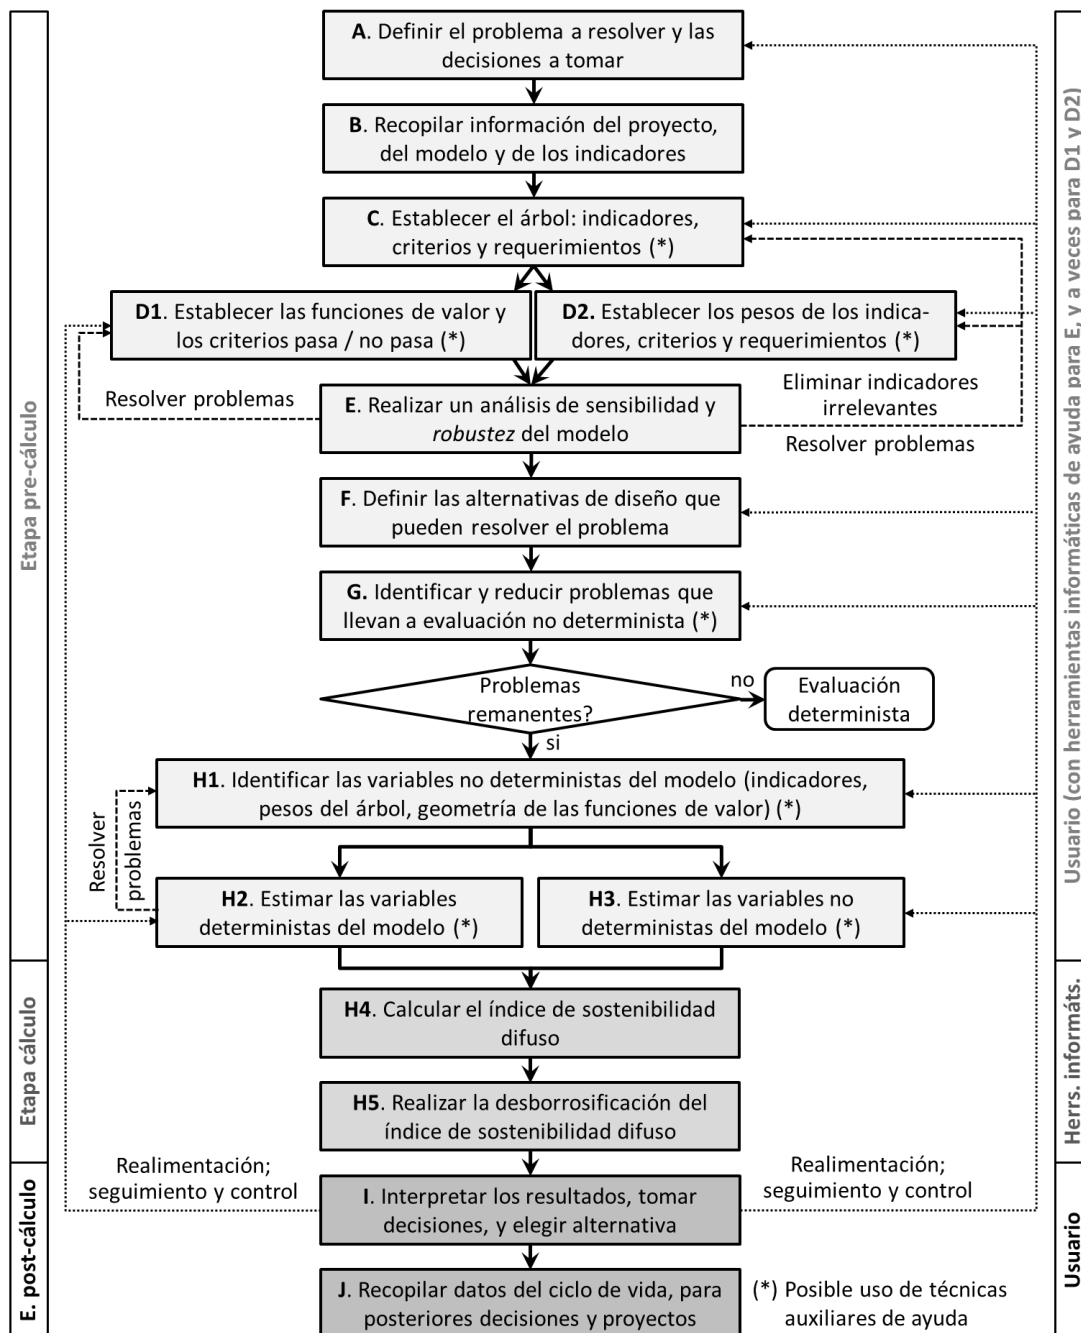 A. Definir el problema a resolver y las
decisiones a tomar
B. Recopilar información del proyecto,
del modelo y de los indicadores
C. Establecer el árbol: indicadores,
criterios y requerimientos (*)
D1. Establecer las funciones de valor y
los criterios pasa / no pasa (*)
D2. Establecer los pesos de los indica-
dores, criterios y requerimientos (*)
Resolver problemas
E. Realizar un análisis de sensibilidad y
robustez del modelo
Eliminar indicadores
irrelevantes
Resolver problemas
F. Definir las alternativas de diseño que
pueden resolver el problema
G. Identificar y reducir problemas que
llevan a evaluación no determinista (*)
Problemas
remanentes?
no
Evaluación
determinista
si
H1. Identificar las variables no deterministas del modelo (indicadores,
pesos del árbol, geometría de las funciones de valor) (*)
Resolver
problemas
H2. Estimar las variables
deterministas del modelo (*)
H3. Estimar las variables no
deterministas del modelo (*)
H4. Calcular el índice de sostenibilidad
difuso
H5. Realizar la desborrosificación del
índice de sostenibilidad difuso
Realimentación;
seguimiento y control
I. Interpretar los resultados, tomar
decisiones, y elegir alternativa
Realimentación;
seguimiento y control
J. Recopilar datos del ciclo de vida, para
posteriores decisiones y proyectos
(*) Posible uso de técnicas
auxiliares de ayuda
Etapa pre-cálculo
Etapa cálculo
E. post-cálculo
Usuario (con herramientas informáticas de ayuda para E, y a veces para D1 y D2)
Herrs. informáts.
Usuario